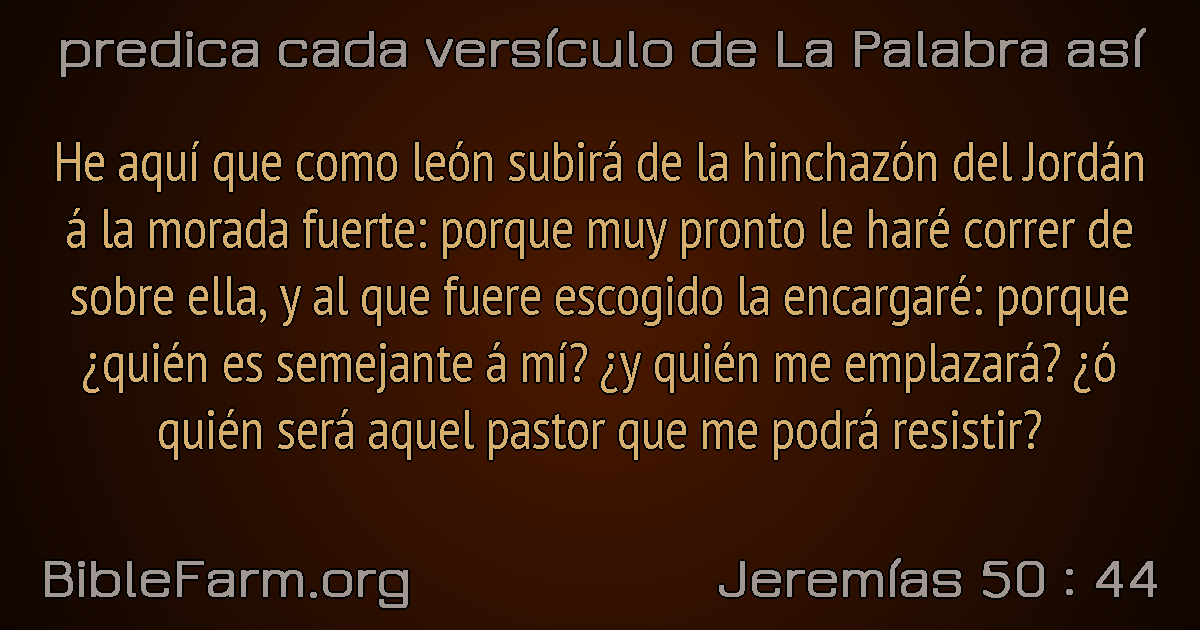 predica cada versículo de La Palabra así
He aquí que como león subirá de la hinchazón del Jordán
á la morada fuerte: porque muy pronto le haré correr de
sobre ella, y al que fuere escogido la encargaré: porque
¿quién es semejante á mí? ¿y quién me emplazará? ¿ó
quién será aquel pastor que me podrá resistir?
BibleFarm.org
Jeremías 50 : 44